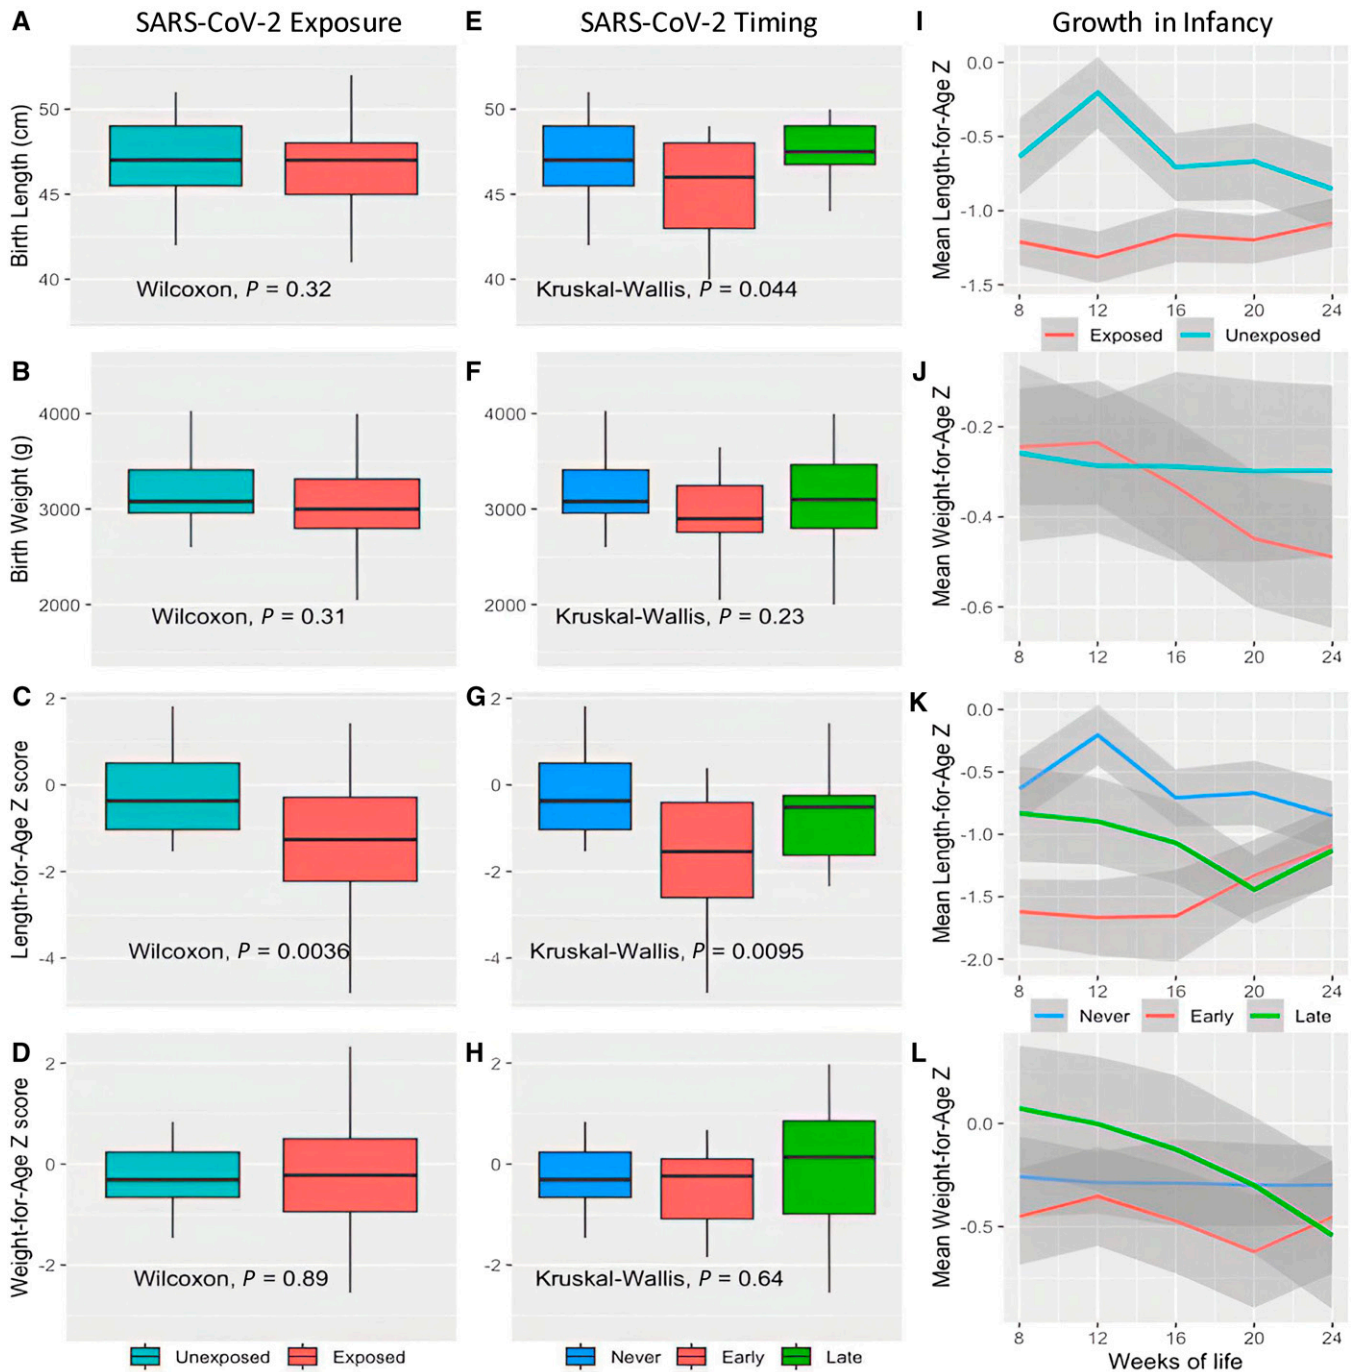 A SARS-CoV-2 Exposure E SARS-CoV-2 Timing I Growth in Infancy
Birth Length (cm)
50
45
40
Wilcoxon, P = 0.32
50
45
40
Kruskal-Wallis, P = 0.044
Mean Length-for-Age Z
0.0
-0.5
-1.0
-1.5
8 12 16 20 24
Exposed Unexposed
B
Birth Weight (g)
4000
3000
2000
Wilcoxon, P = 0.31
F
4000
3000
2000
Kruskal-Wallis, P = 0.23
J
Mean Weight-for-Age Z
-0.2
-0.4
-0.6
8 12 16 20 24
C
Length-for-Age Z score
2
0
-2
-4
Wilcoxon, P = 0.0036
G
2
0
-2
-4
Kruskal-Wallis, P = 0.0095
K
Mean Length-for-Age Z
0.0
-0.5
-1.0
-1.5
-2.0
8 12 16 20 24
Never Early Late
D
Weight-for-Age Z score
2
0
-2
Wilcoxon, P = 0.89
Unexposed Exposed
H
2
0
-2
Kruskal-Wallis, P = 0.64
Never Early Late
L
Mean Weight-for-Age Z
0.0
-0.5
8 12 16 20 24
Weeks of life